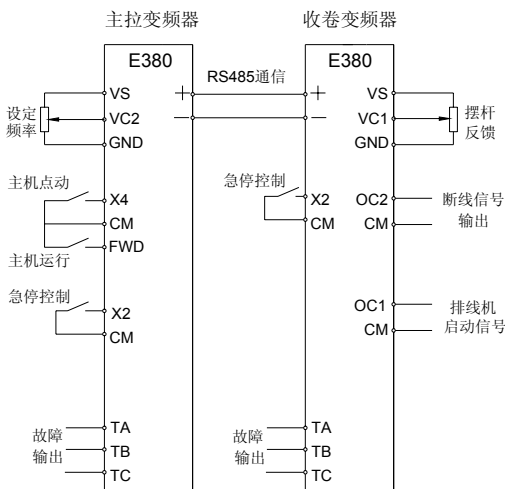 主拉变频器
收卷变频器
E380
E380
RS485通信
VS
VC2
GND
设定
频率
+
−
+
−
VS
VC1
GND
摆杆
反馈
主机点动
X4
CM
FWD
主机运行
急停控制
X2
CM
急停控制
X2
CM
OC2
CM
断线信号
输出
OC1
CM
排线机
启动信号
故障
输出
TA
TB
TC
故障
输出
TA
TB
TC